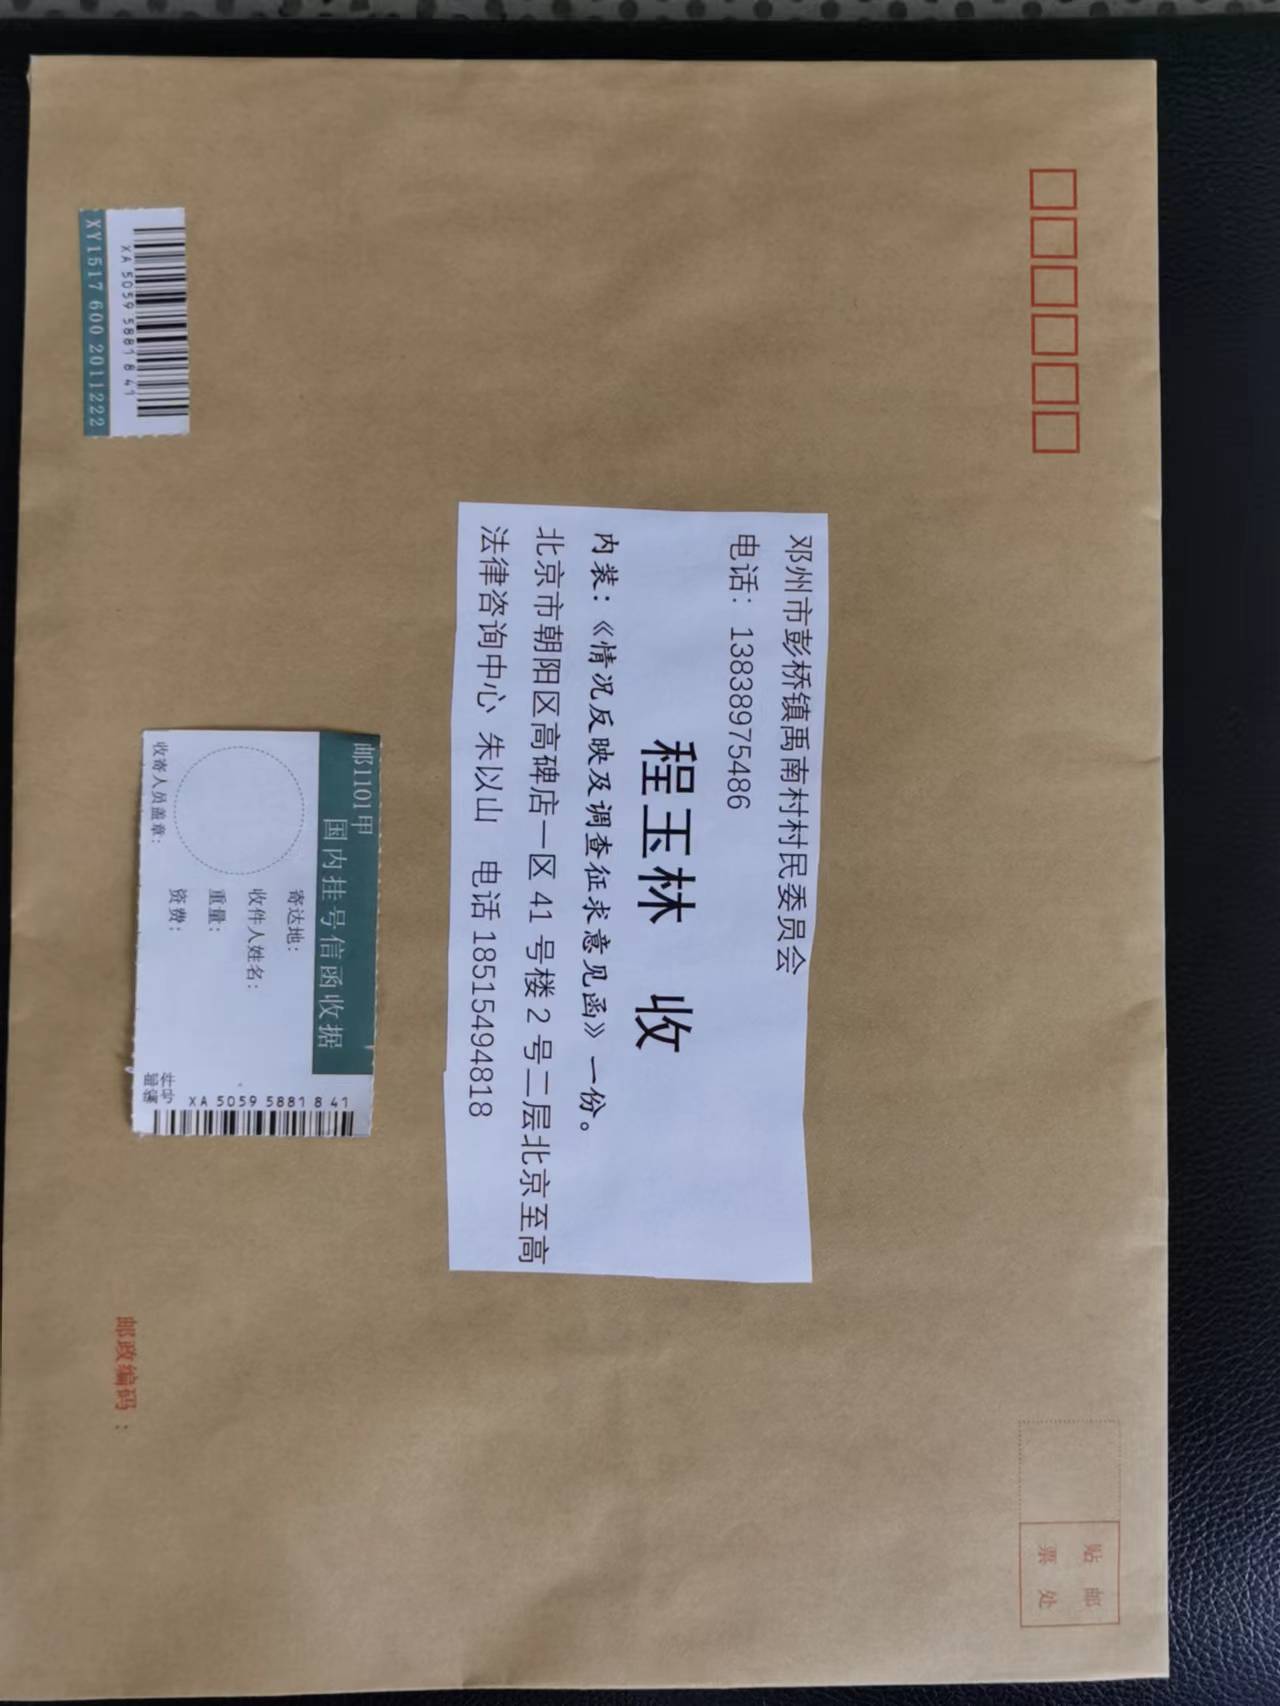 邓州市彭桥镇禹南村村民委员会
电话：13838975486
程玉林 收
内装：《情况反映及调查征求意见函》一份。
北京市朝阳区高碑店一区 41 号楼 2 号二层北京至高
法律咨询中心 朱以山 电话 18515494818
XA 5059 5881 8 41
XY1517 600 2011222
邮1101甲
国内挂号信函收据
寄达地：
收件人姓名：
重量：
资费：
收寄人员盖章：
XA 5059 5881 8 41
邮政编码：
贴 邮
票 处